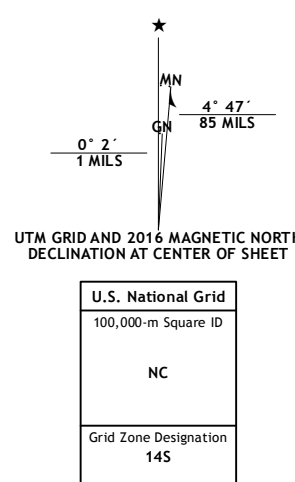 ★
MN
GN
4° 47´
85 MILS
0° 2´
1 MILS
UTM GRID AND 2016 MAGNETIC NORTH
DECLINATION AT CENTER OF SHEET
U.S. National Grid
100,000-m Square ID
NC
Grid Zone Designation
14S